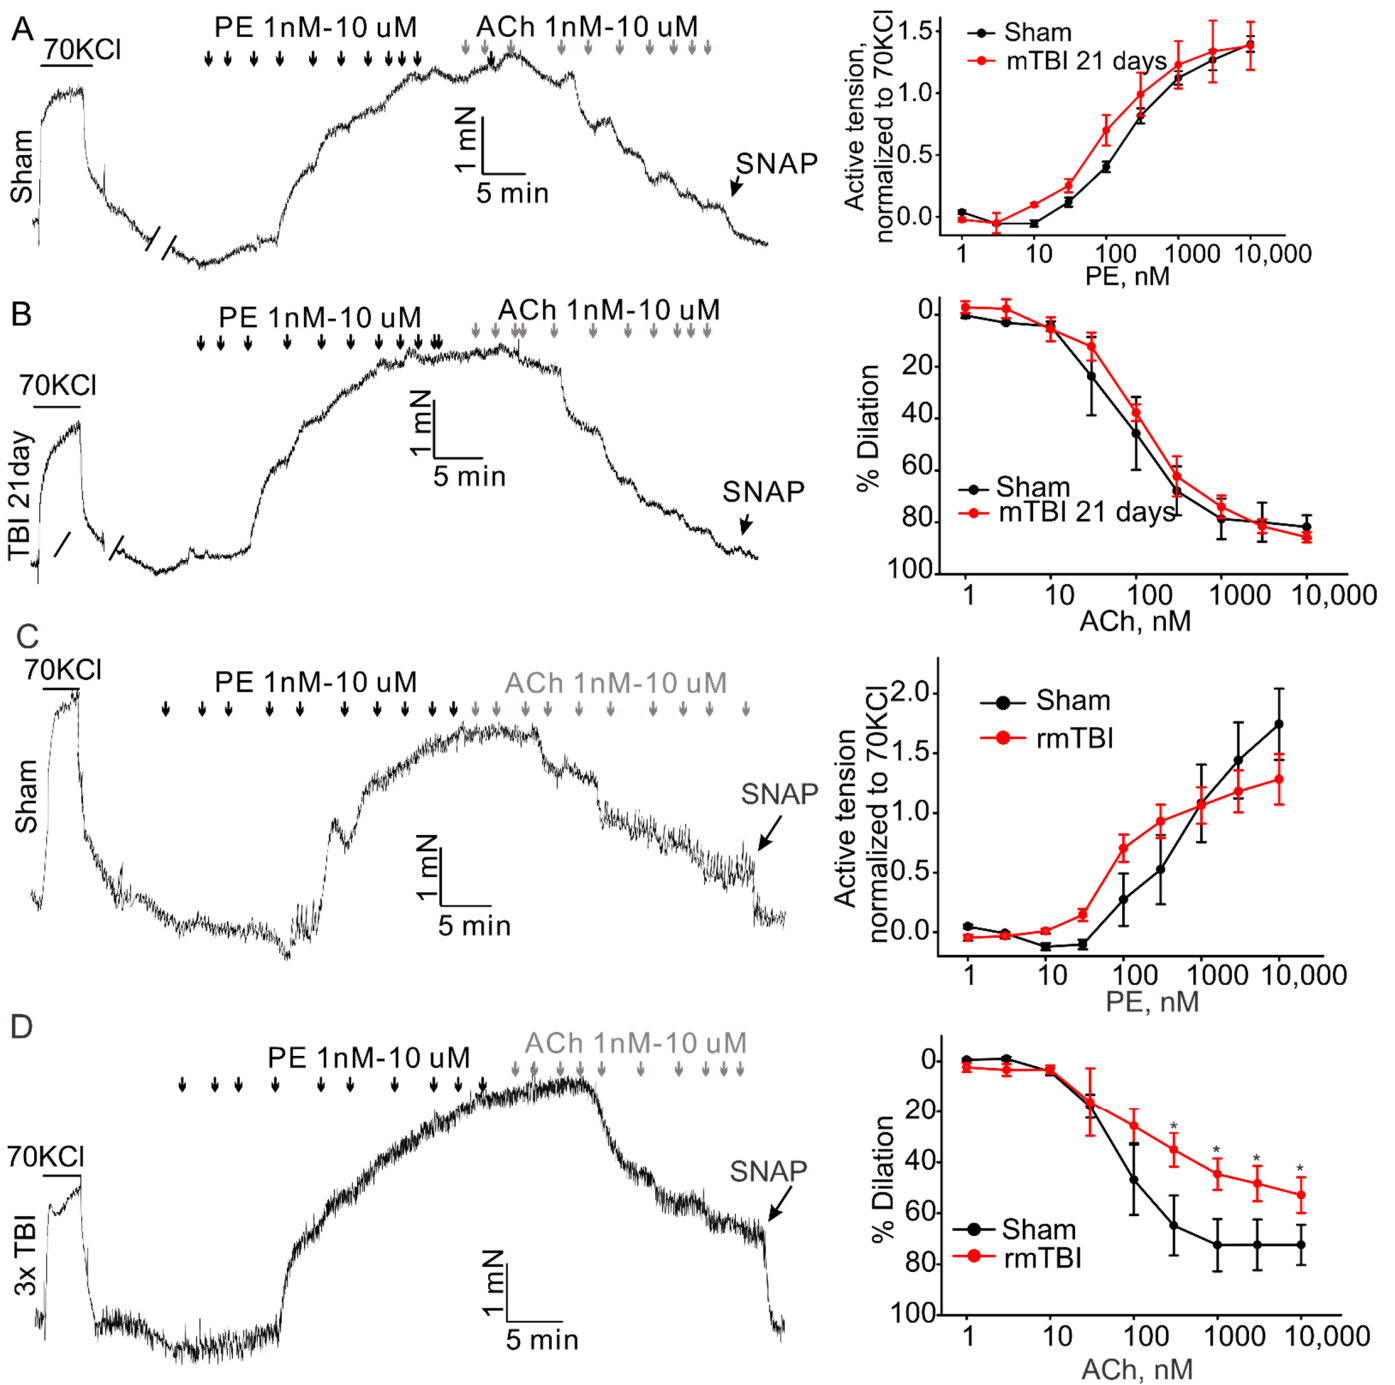 A
70KCl
PE 1nM-10 uM
ACh 1nM-10 uM
Sham
1 mN
5 min
SNAP
Active tension,
normalized to 70KCl
1.5
1.0
0.5
0.0
Sham
mTBI 21 days
1
10
100
1000
10,000
PE, nM
B
70KCl
PE 1nM-10 uM
ACh 1nM-10 uM
TBI 21day
1 mN
5 min
SNAP
% Dilation
0
20
40
60
80
100
Sham
mTBI 21 days
1
10
100
1000
10,000
ACh, nM
C
70KCl
PE 1nM-10 uM
ACh 1nM-10 uM
Sham
1 mN
5 min
SNAP
Active tension
normalized to 70KCl
2.0
1.5
1.0
0.5
0.0
Sham
rmTBI
1
10
100
1000
10,000
PE, nM
D
70KCl
PE 1nM-10 uM
ACh 1nM-10 uM
3x TBI
1 mN
5 min
SNAP
% Dilation
0
20
40
60
80
100
* * * *
Sham
rmTBI
1
10
100
1000
10,000
ACh, nM